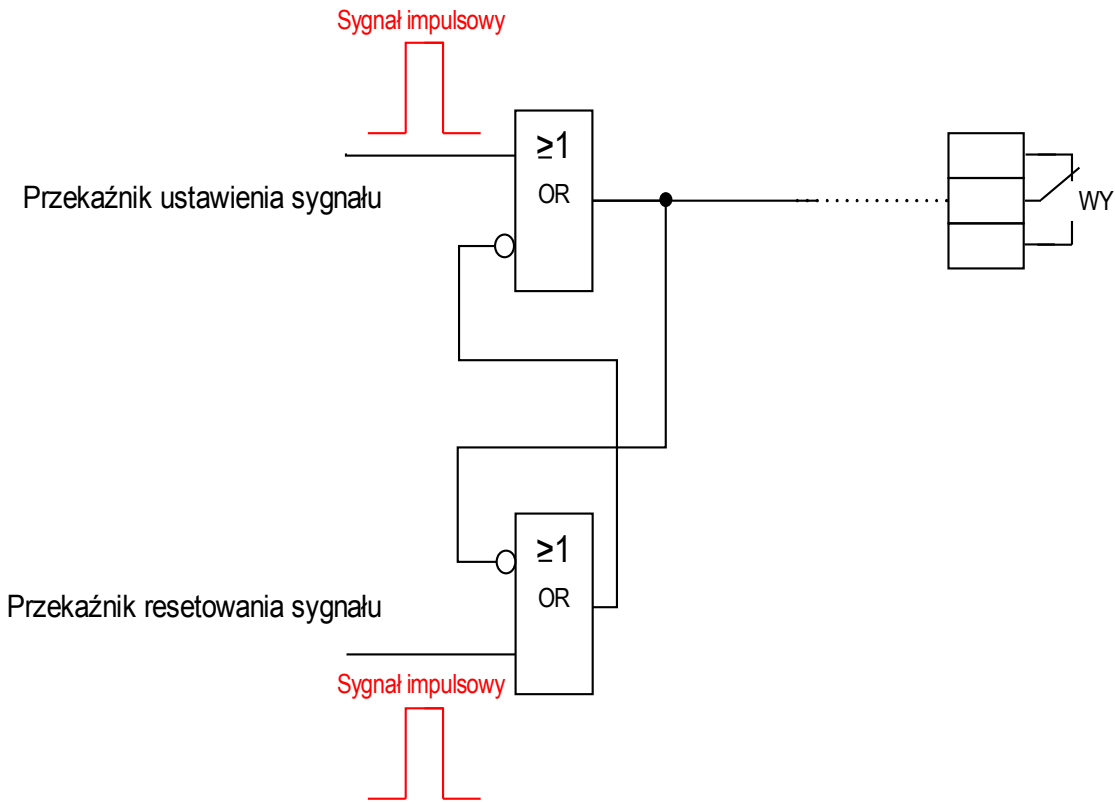 Sygnał impulsowy
≥1
OR
Przekaźnik ustawienia sygnału
WY
≥1
OR
Przekaźnik resetowania sygnału
Sygnał impulsowy